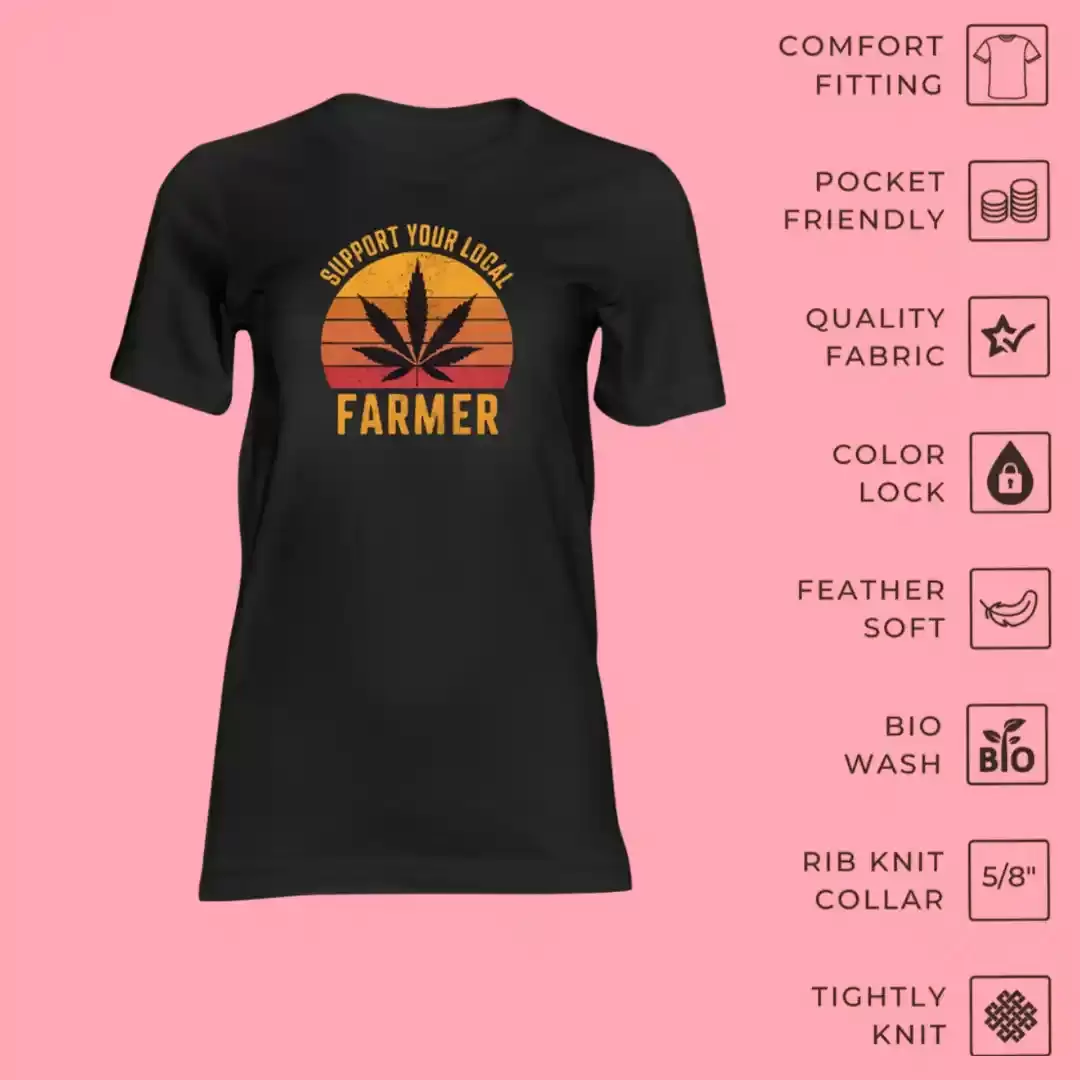 SUPPORT YOUR LOCAL
FARMER
COMFORT
FITTING
POCKET
FRIENDLY
QUALITY
FABRIC
COLOR
LOCK
FEATHER
SOFT
BIO
WASH
BIO
RIB KNIT
COLLAR
5/8"
TIGHTLY
KNIT